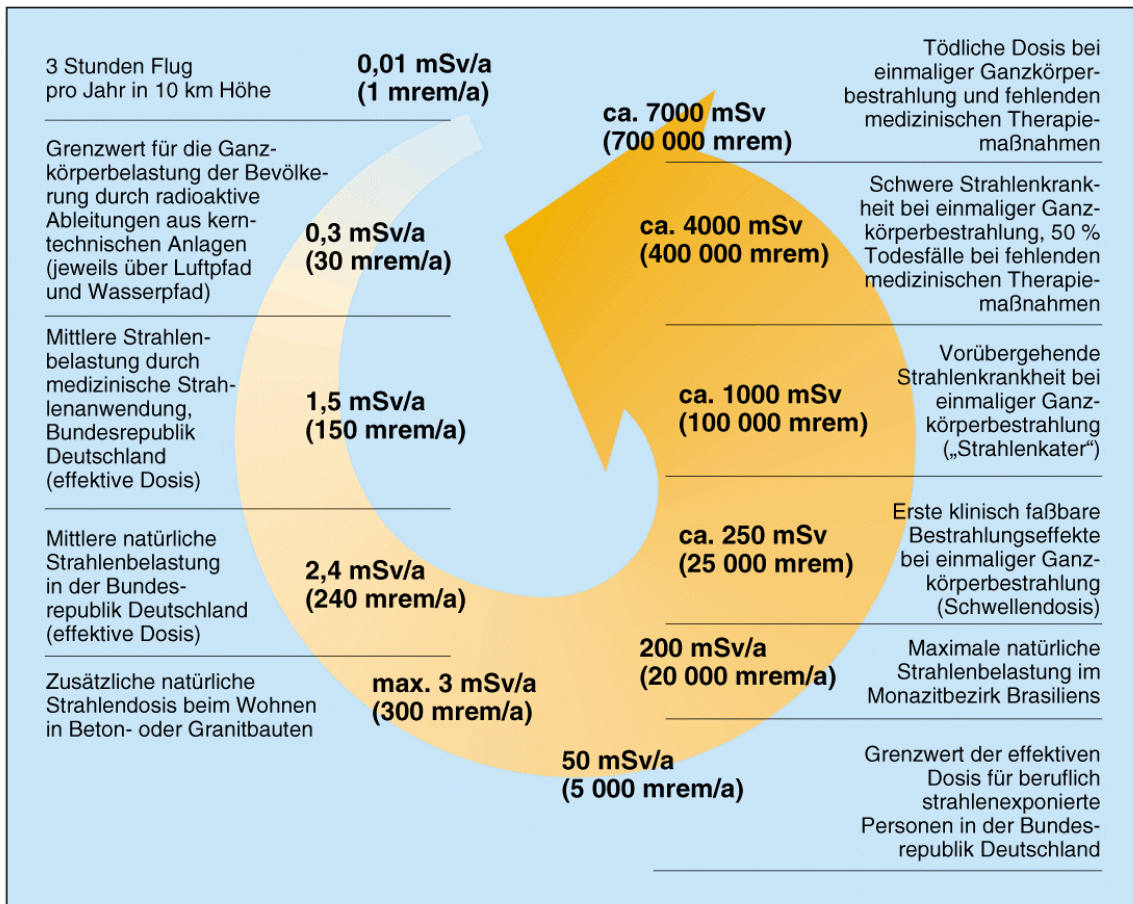 3 Stunden Flug
pro Jahr in 10 km Höhe
0,01 mSv/a
(1 mrem/a)
Grenzwert für die Ganz-
körperbelastung der Bevölke-
rung durch radioaktive
Ableitungen aus kern-
technischen Anlagen
(jeweils über Luftpfad
und Wasserpfad)
0,3 mSv/a
(30 mrem/a)
Mittlere Strahlen-
belastung durch
medizinische Strah-
lenanwendung,
Bundesrepublik
Deutschland
(effektive Dosis)
1,5 mSv/a
(150 mrem/a)
Mittlere natürliche
Strahlenbelastung
in der Bundes-
republik Deutschland
(effektive Dosis)
2,4 mSv/a
(240 mrem/a)
Zusätzliche natürliche
Strahlendosis beim Wohnen
in Beton- oder Granitbauten
max. 3 mSv/a
(300 mrem/a)
50 mSv/a
(5 000 mrem/a)
Grenzwert der effektiven
Dosis für beruflich
strahlenexponierte
Personen in der Bundes-
republik Deutschland
200 mSv/a
(20 000 mrem/a)
Maximale natürliche
Strahlenbelastung im
Monazitbezirk Brasiliens
ca. 250 mSv
(25 000 mrem)
Erste klinisch faßbare
Bestrahlungseffekte
bei einmaliger Ganz-
körperbestrahlung
(Schwellendosis)
ca. 1000 mSv
(100 000 mrem)
Vorübergehende
Strahlenkrankheit bei
einmaliger Ganz-
körperbestrahlung
(„Strahlenkater“)
ca. 4000 mSv
(400 000 mrem)
Schwere Strahlenkrank-
heit bei einmaliger Ganz-
körperbestrahlung, 50 %
Todesfälle bei fehlenden
medizinischen Therapie-
maßnahmen
ca. 7000 mSv
(700 000 mrem)
Tödliche Dosis bei
einmaliger Ganzkörper-
bestrahlung und fehlenden
medizinischen Therapie-
maßnahmen